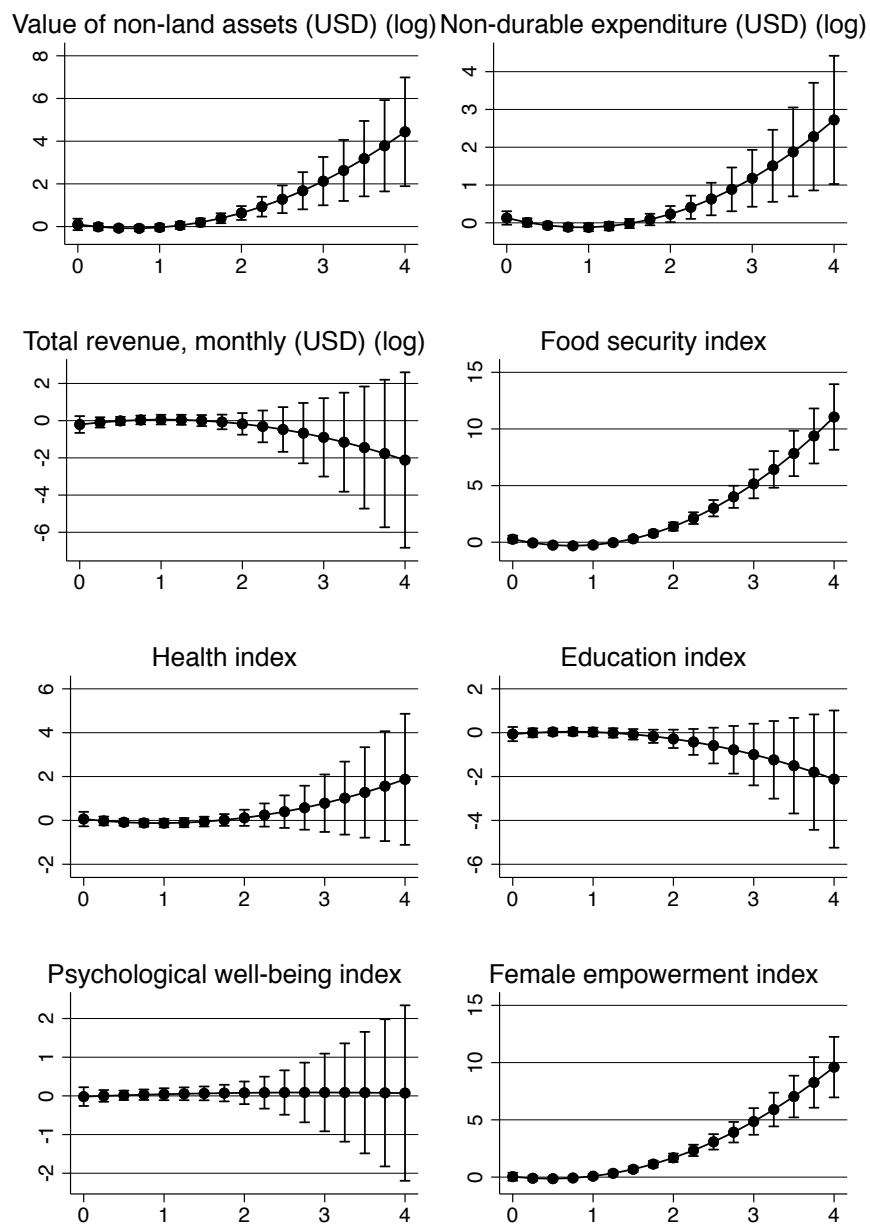 Value of non-land assets (USD) (log) Non-durable expenditure (USD) (log)
8
6
4
2
0
0 1 2 3 4
4
3
2
1
0
0 1 2 3 4
Total revenue, monthly (USD) (log)
2
0
-2
-4
-6
0 1 2 3 4
Food security index
15
10
5
0
0 1 2 3 4
Health index
6
4
2
0
-2
0 1 2 3 4
Education index
2
0
-2
-4
-6
0 1 2 3 4
Psychological well-being index
2
1
0
-1
-2
0 1 2 3 4
Female empowerment index
15
10
5
0
0 1 2 3 4